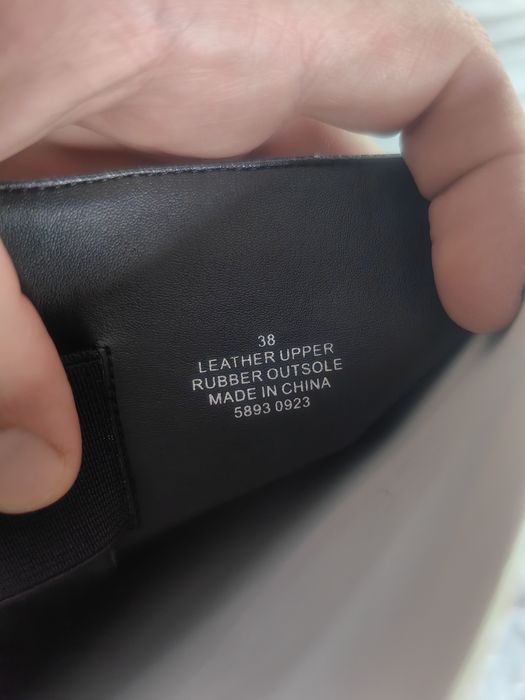 38
LEATHER UPPER
RUBBER OUTSOLE
MADE IN CHINA
5893 0923